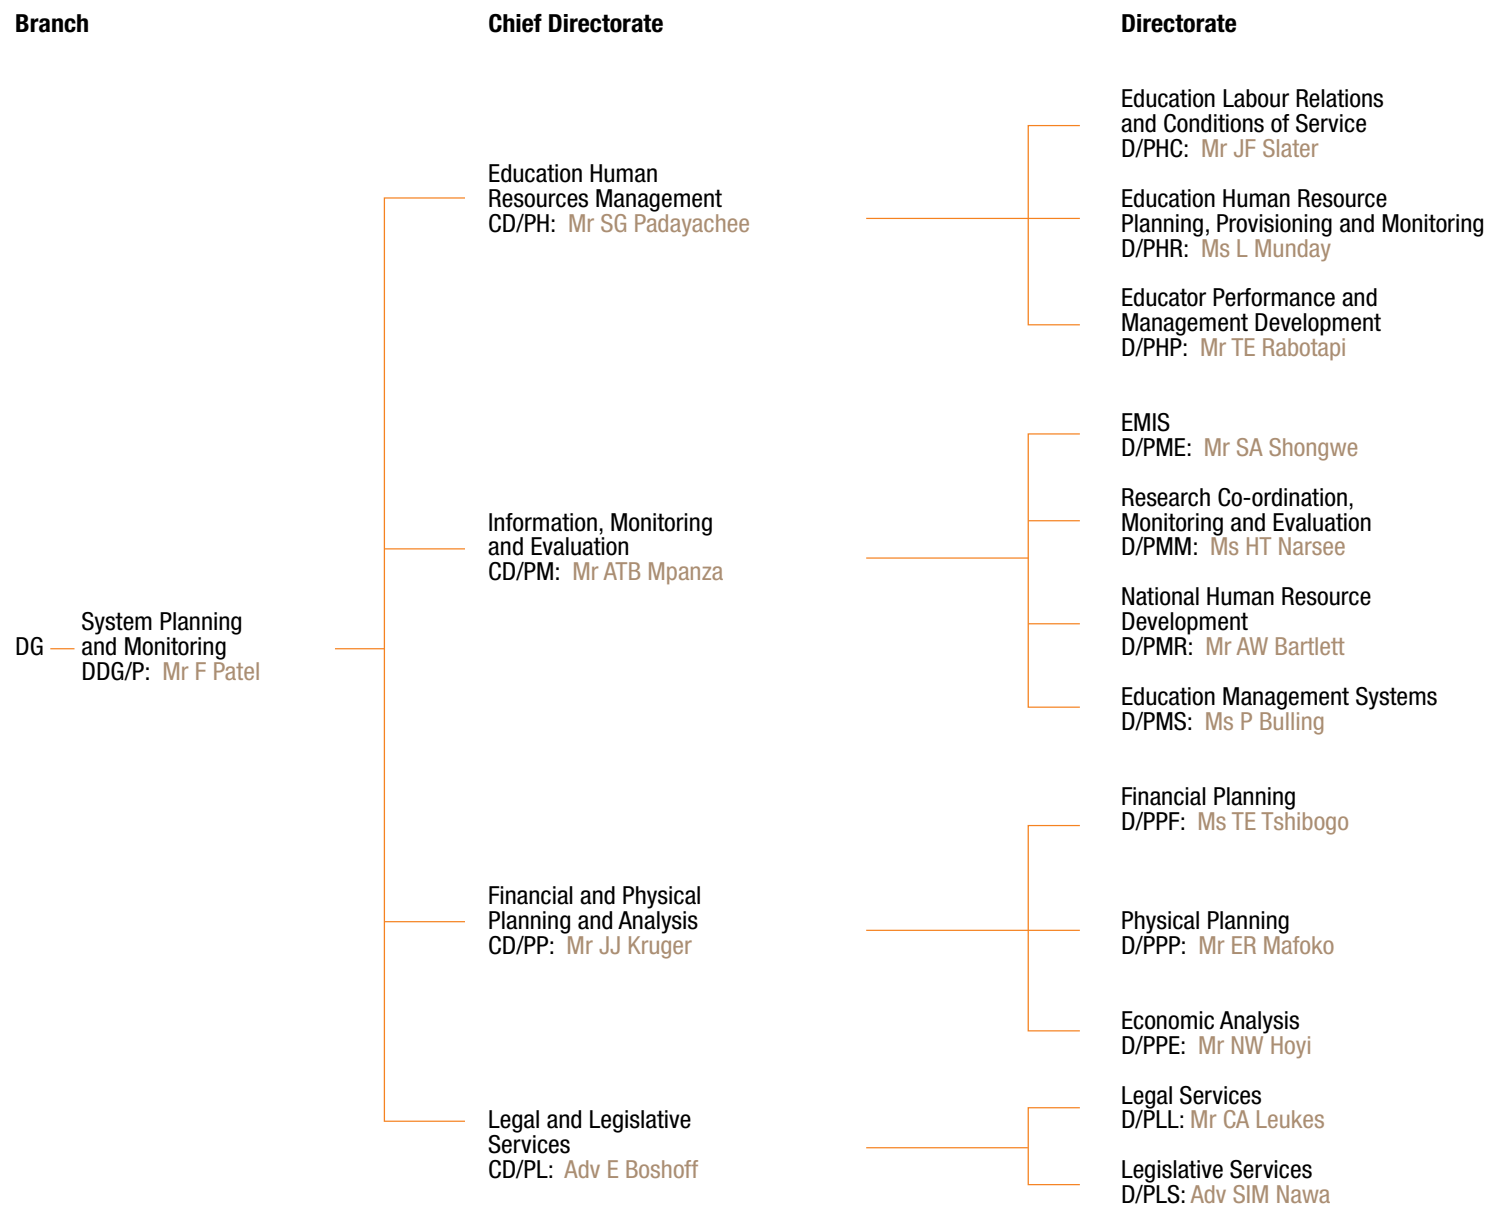 Branch
Chief Directorate
Directorate
DG
System Planning
and Monitoring
DDG/P: Mr F Patel
Education Human
Resources Management
CD/PH: Mr SG Padayachee
Education Labour Relations
and Conditions of Service
D/PHC: Mr JF Slater
Education Human Resource
Planning, Provisioning and Monitoring
D/PHR: Ms L Munday
Educator Performance and
Management Development
D/PHP: Mr TE Rabotapi
Information, Monitoring
and Evaluation
CD/PM: Mr ATB Mpanza
EMIS
D/PME: Mr SA Shongwe
Research Co-ordination,
Monitoring and Evaluation
D/PMM: Ms HT Narsee
National Human Resource
Development
D/PMR: Mr AW Bartlett
Education Management Systems
D/PMS: Ms P Bulling
Financial and Physical
Planning and Analysis
CD/PP: Mr JJ Kruger
Financial Planning
D/PPF: Ms TE Tshibogo
Physical Planning
D/PPP: Mr ER Mafoko
Economic Analysis
D/PPE: Mr NW Hoyi
Legal and Legislative
Services
CD/PL: Adv E Boshoff
Legal Services
D/PLL: Mr CA Leukes
Legislative Services
D/PLS: Adv SIM Nawa